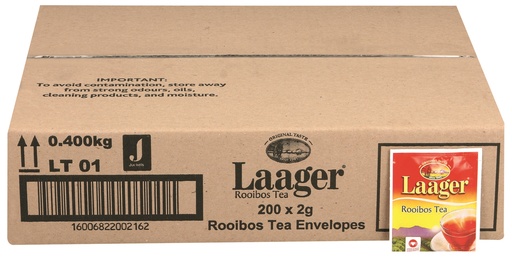 IMPORTANT:
To avoid contamination, store away
from strong odours, oils,
cleaning products, and moisture.
0.400kg
LT 01
J
16006822002162
ORIGINAL TASTE
Laager®
Rooibos Tea
200 x 2g
Rooibos Tea Envelopes
Laager®
Rooibos Tea